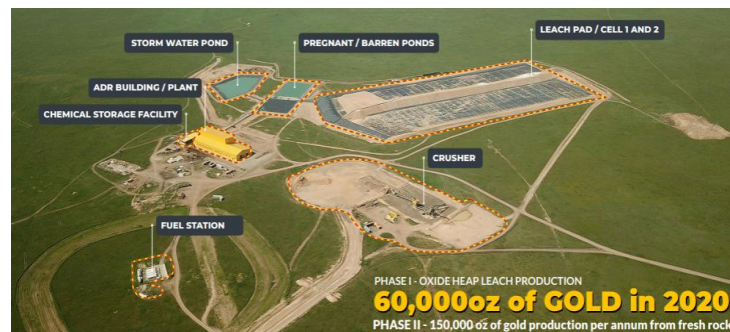 LEACH PAD / CELL 1 AND 2
STORM WATER POND
PREGNANT / BARREN PONDS
ADR BUILDING / PLANT
CHEMICAL STORAGE FACILITY
CRUSHER
FUEL STATION
PHASE I - OXIDE HEAP LEACH PRODUCTION
60,000oz of GOLD in 2020
PHASE II - 150,000 oz of gold production per annum from fresh rock